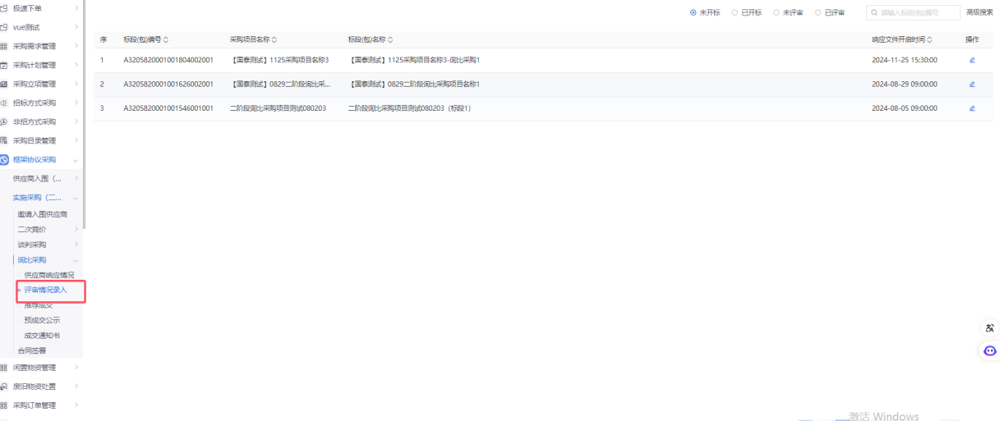 极速下单
vue测试
采购需求管理
采购计划管理
采购立项管理
招标方式采购
非招方式采购
采购目录管理
框架协议采购
供应商入围（...
实施采购（二...
邀请入围供应商
二次竞价
谈判采购
询比采购
供应商响应情况
评审情况录入
推荐成交
预成交公示
成交通知书
合同签署
闲置物资管理
废旧物资处置
采购订单管理
未开标 已开标 未评审 已评审 请输入标段(包)编号 高级搜索
序 标段(包)编号 采购项目名称 标段(包)名称 响应文件开启时间 操作
1 A3205820001001804002001 【国泰测试】1125采购项目名称3 【国泰测试】1125采购项目名称3-询比采购1 2024-11-25 15:30:00
2 A3205820001001626002001 【国泰测试】0829二阶段询比采... 【国泰测试】0829二阶段询比采购项目名称1 2024-08-29 09:00:00
3 A3205820001001546001001 二阶段询比采购项目测试080203 二阶段询比采购项目测试080203（标段1） 2024-08-05 09:00:00
激活 Windows